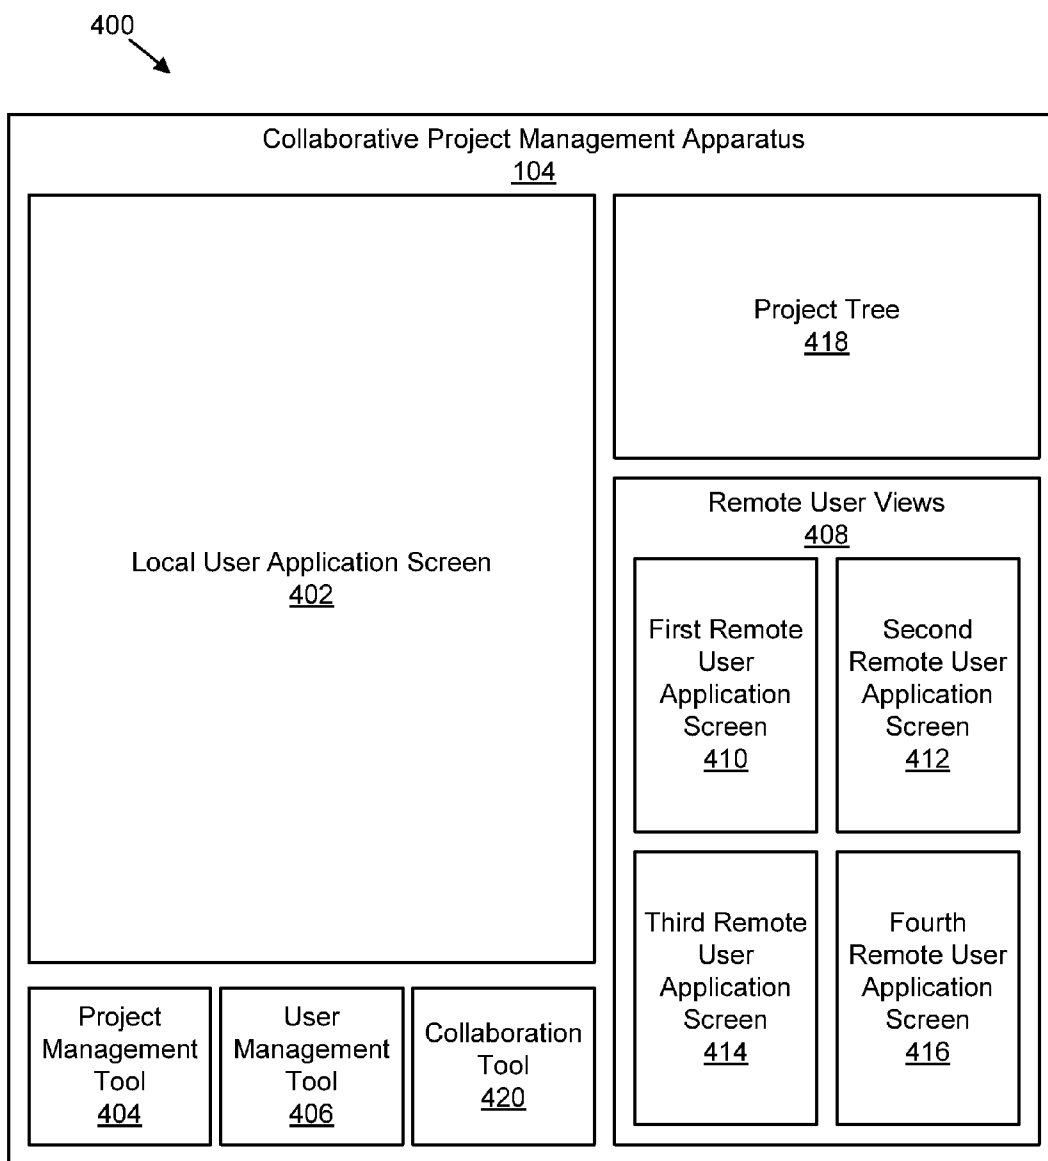 400
Collaborative Project Management Apparatus
104
Local User Application Screen
402
Project Tree
418
Remote User Views
408
First Remote
User
Application
Screen
410
Second
Remote User
Application
Screen
412
Third Remote
User
Application
Screen
414
Fourth
Remote User
Application
Screen
416
Project
Management
Tool
404
User
Management
Tool
406
Collaboration
Tool
420